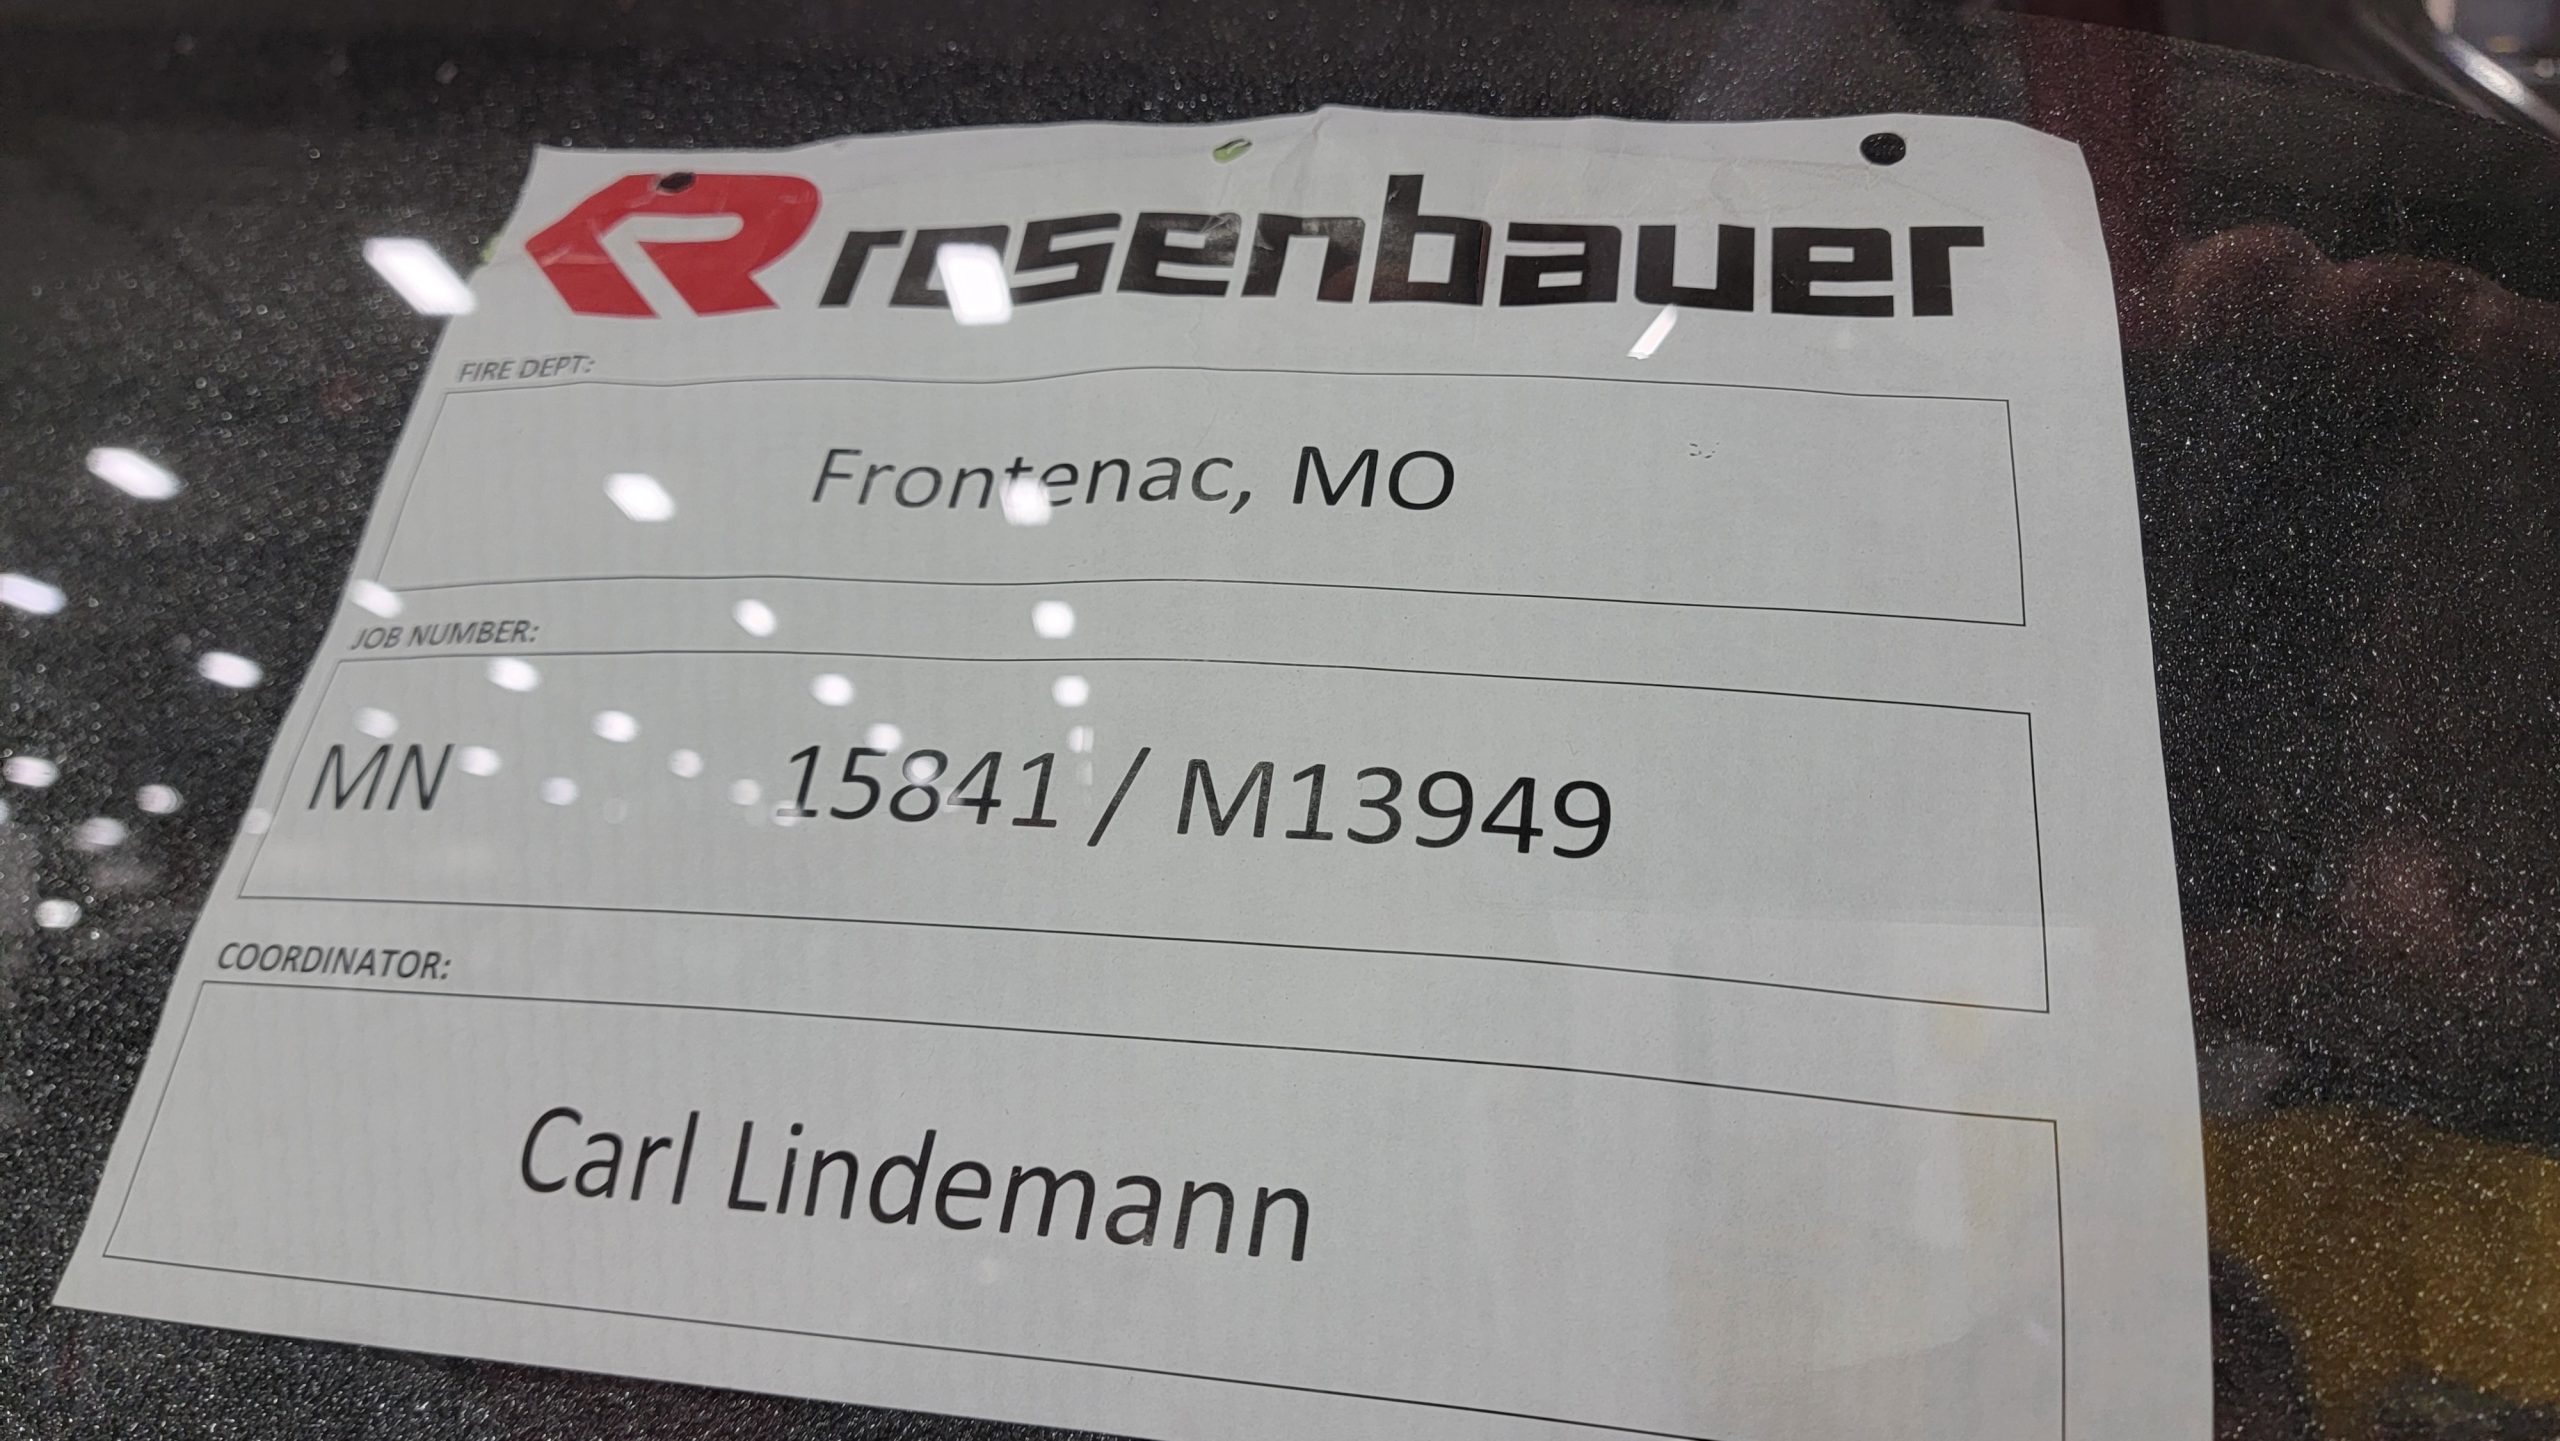 rosenbauer
FIRE DEPT:
Frontenac, MO
JOB NUMBER:
MN 15841 / M13949
COORDINATOR:
Carl Lindemann